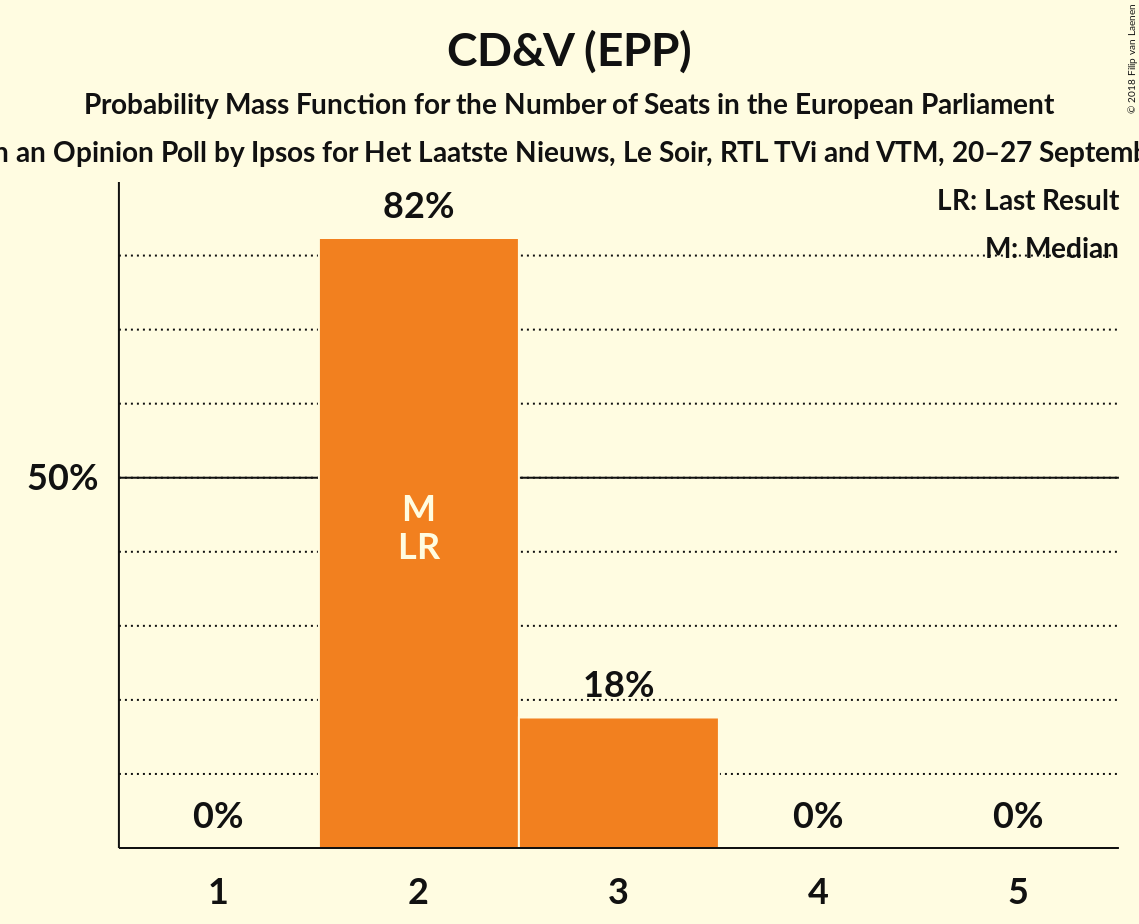 CD&V (EPP)
Probability Mass Function for the Number of Seats in the European Parliament
an Opinion Poll by Ipsos for Het Laatste Nieuws, Le Soir, RTL TVi and VTM, 20–27
LR: Last Result
M: Median
82%
50%
M
LR
18%
0%
0%
0%
1
2
3
4
5
© 2018 Filip van Laenen